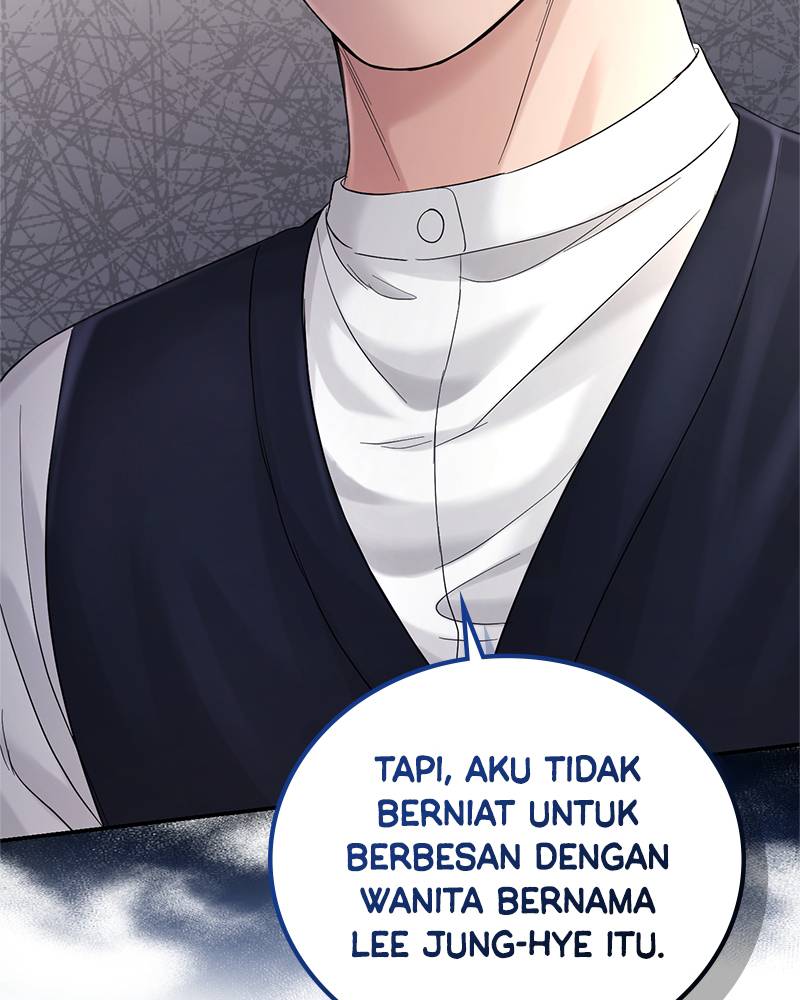 TAPI, AKU TIDAK
BERNIAT UNTUK
BERBESAN DENGAN
WANITA BERNAMA
LEE JUNG-HYE ITU.